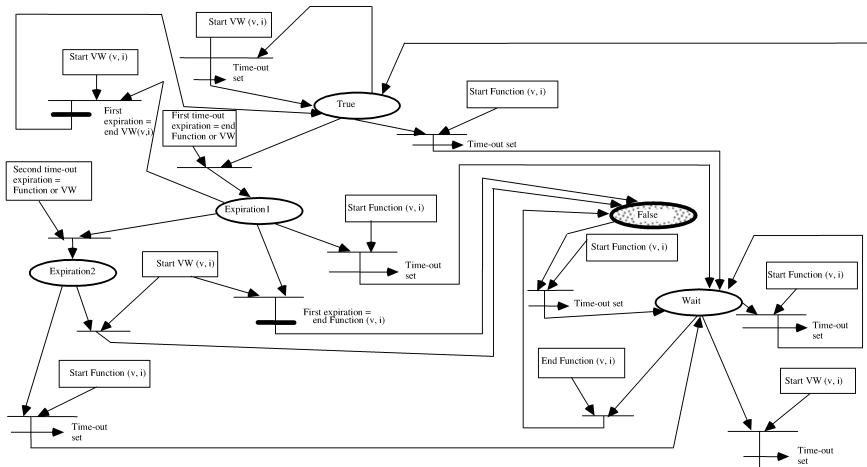 Start VW (v, i)
Time-out
set
Start VW (v, i)
First
expiration =
end VW(v,i)
True
First time-out
expiration = end
Function or VW
Start Function (v, i)
Time-out set
Second time-out
expiration =
Function or VW
Expiration1
Start Function (v, i)
Time-out
set
False
Start Function (v, i)
Time-out set
Expiration2
Start VW (v, i)
First expiration =
end Function (v, i)
Wait
Start Function (v, i)
Time-out
set
Start Function (v, i)
Time-out
set
End Function (v, i)
Start VW (v, i)
Time-out
set